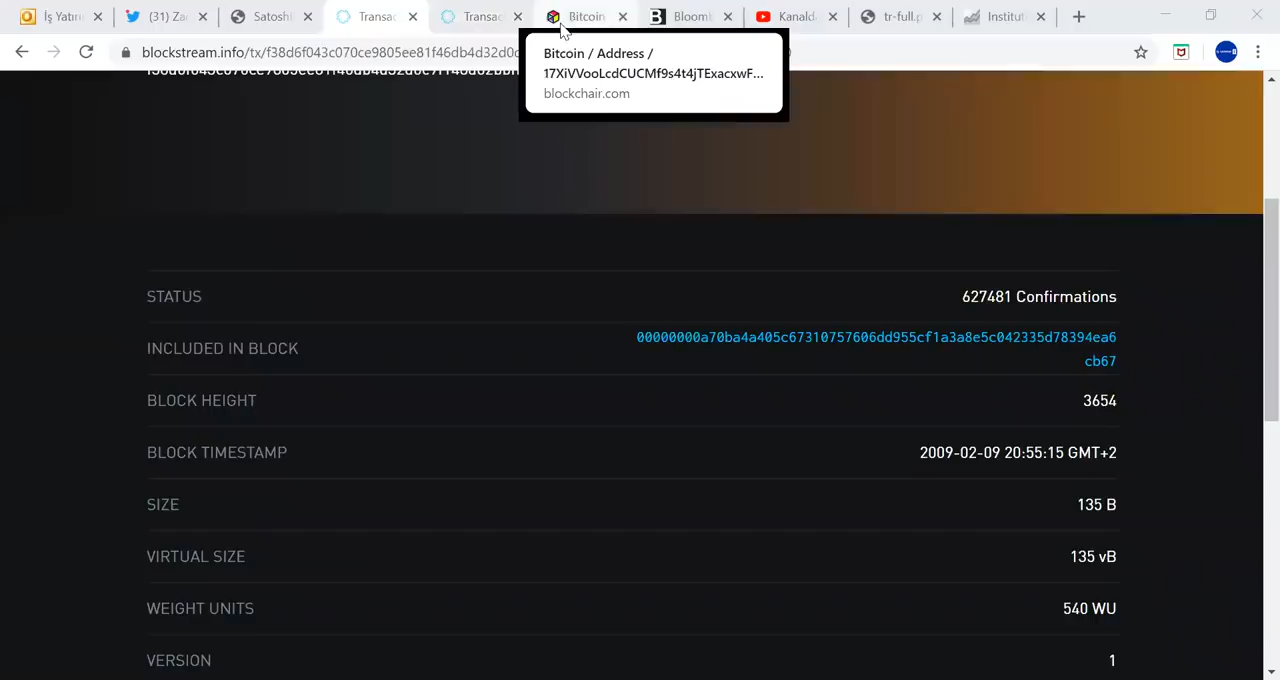 İş Yatırı
(31) Za
Satoshi
Transac
Transac
Bitcoin
Bloomb
Kanald
tr-full.p
Institut
blockstream.info/tx/f38d6f043c070ce9805ee81f46db4d32d0c
Bitcoin / Address /
17XiVVooLcdCUCMf9s4t4jTExacxwF...
blockchair.com
STATUS
627481 Confirmations
INCLUDED IN BLOCK
00000000a70ba4a405c67310757606dd955cf1a3a8e5c042335d78394ea6
cb67
BLOCK HEIGHT
3654
BLOCK TIMESTAMP
2009-02-09 20:55:15 GMT+2
SIZE
135 B
VIRTUAL SIZE
135 vB
WEIGHT UNITS
540 WU
VERSION
1